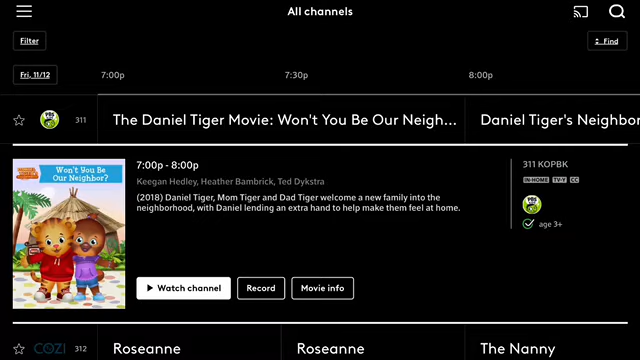 All channels
Filter
Find
Fri, 11/12
7:00p
7:30p
8:00p
PBS
311
The Daniel Tiger Movie: Won't You Be Our Neigh...
Daniel Tiger's Neighbor
Won't You Be
Our Neighbor?
7:00p - 8:00p
Keegan Hedley, Heather Bambrick, Ted Dykstra
(2018) Daniel Tiger, Mom Tiger and Dad Tiger welcome a new family into the
neighborhood, with Daniel lending an extra hand to help make them feel at home.
311 KOPBK
IN-HOME TV-Y CC
age 3+
Watch channel
Record
Movie info
COZI
312
Roseanne
Roseanne
The Nanny